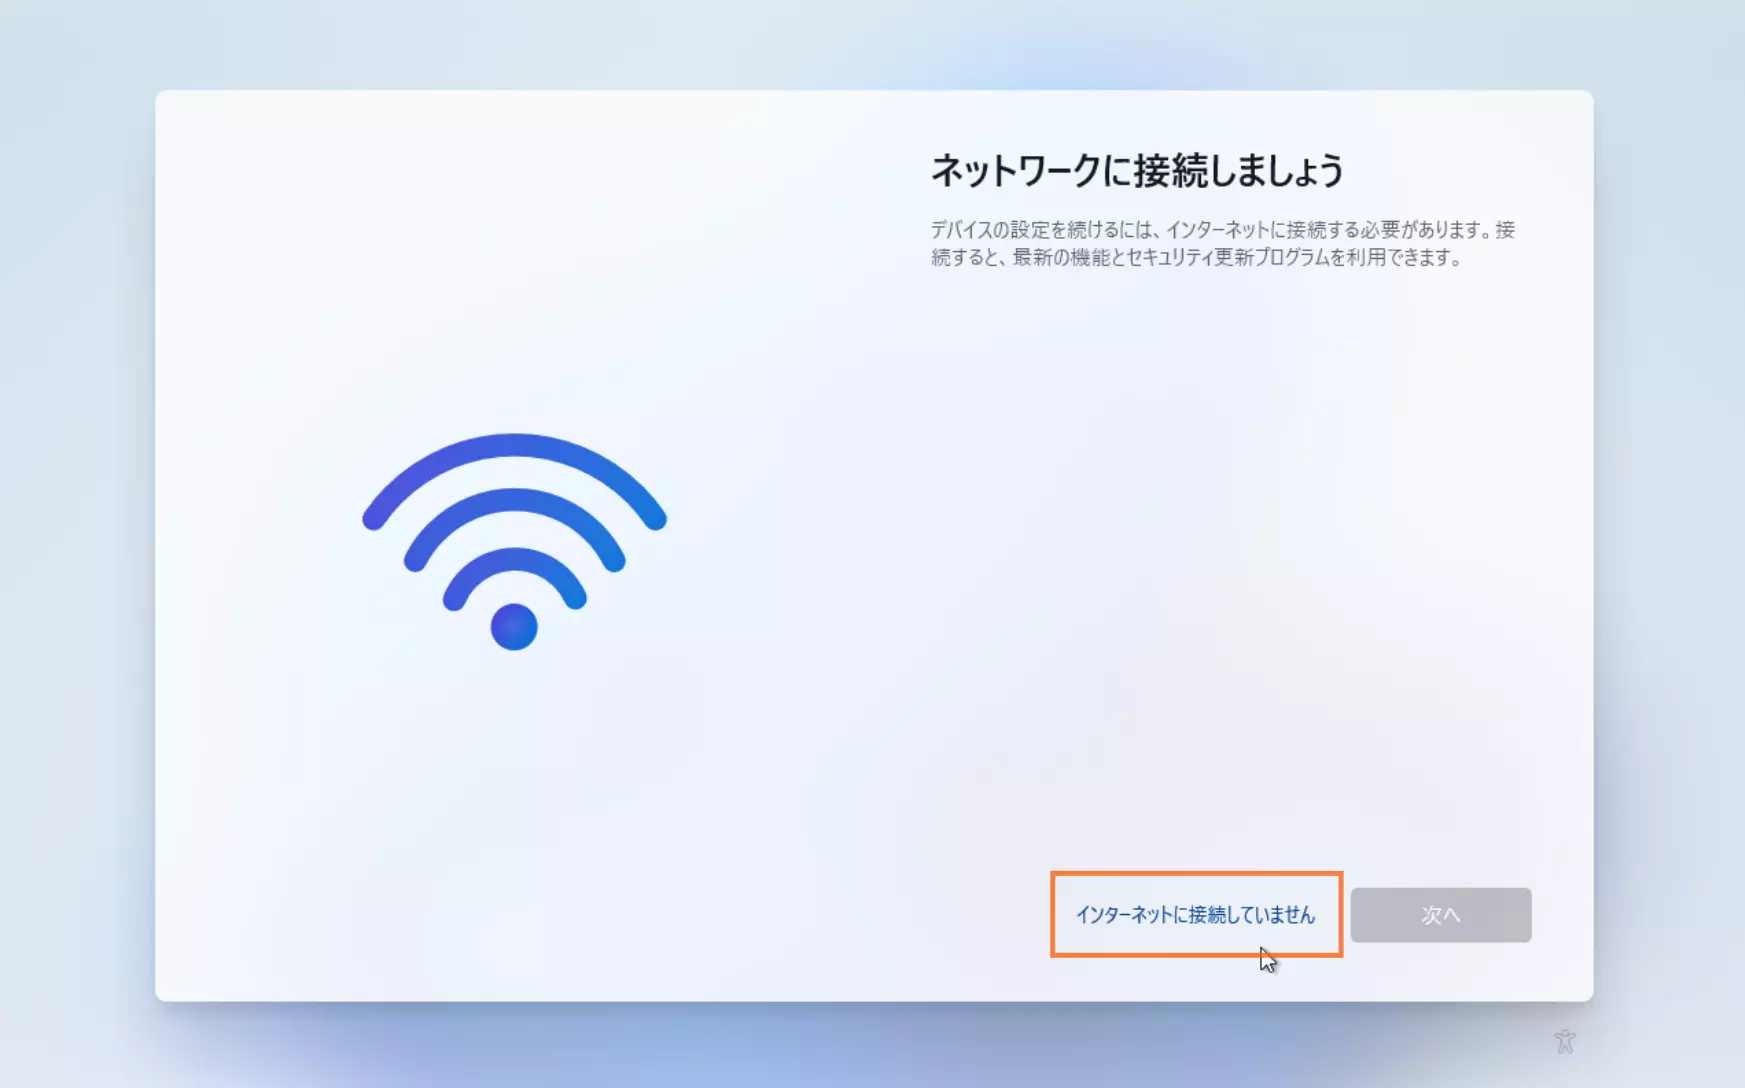 ネットワークに接続しましょう
デバイスの設定を続けるには、インターネットに接続する必要があります。接
続すると、最新の機能とセキュリティ更新プログラムを利用できます。
インターネットに接続していません
次へ